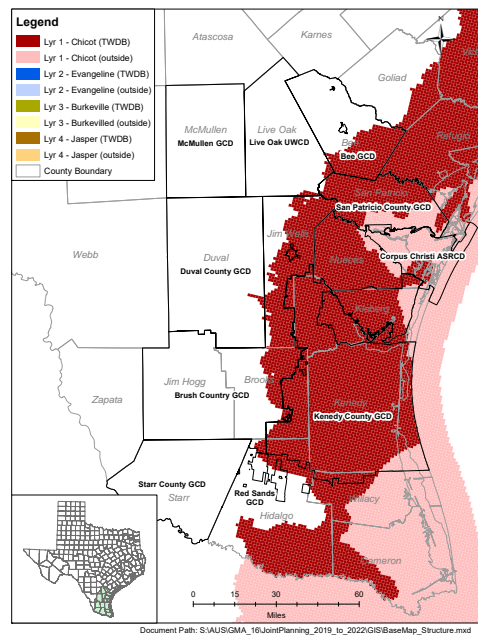 Legend
Lyr 1 - Chicot (TWDB)
Lyr 1 - Chicot (outside)
Lyr 2 - Evangeline (TWDB)
Lyr 2 - Evangeline (outside)
Lyr 3 - Burkeville (TWDB)
Lyr 3 - Burkevilled (outside)
Lyr 4 - Jasper (TWDB)
Lyr 4 - Jasper (outside)
County Boundary
Atascosa
Karnes
N
Goliad
McMullen
McMullen GCD
Live Oak
Live Oak UWCD
Bee
Bee GCD
Refugio
San Patricio
San Patricio County GCD
Webb
Duval
Duval County GCD
Jim Wells
Nueces
Corpus Christi ASRCD
Kleberg
Zapata
Jim Hogg
Brooks
Brush Country GCD
Kenedy
Kenedy County GCD
Starr County GCD
Starr
Red Sands
GCD
Hidalgo
Willacy
Cameron
0 10 20 30 40 50 60
Miles
Document Path: S:\AUS\GMA_16\JointPlanning_2019_to_2022\GIS\BaseMap_Structure.mxd